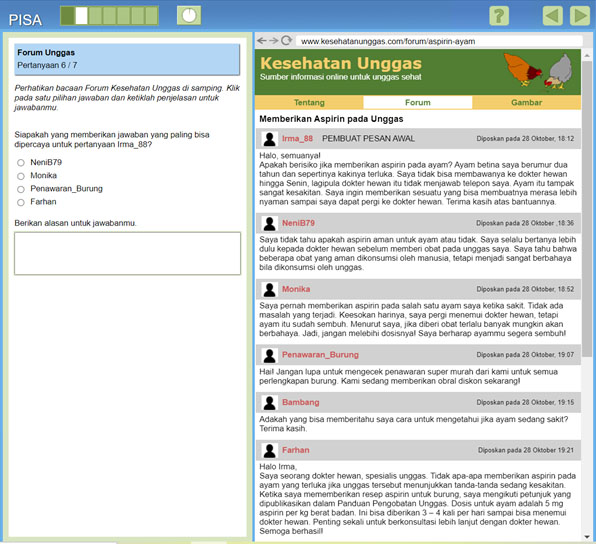 PISA
?
Forum Unggas
Pertanyaan 6 / 7
Perhatikan bacaan Forum Kesehatan Unggas di samping. Klik
pada satu pilihan jawaban dan ketiklah penjelasan untuk
jawabanmu.
Siapakah yang memberikan jawaban yang paling bisa
dipercaya untuk pertanyaan Irma_88?
NeniB79
Monika
Penawaran_Burung
Farhan
Berikan alasan untuk jawabanmu.
www.kesehatanunggas.com/forum/aspirin-ayam
Kesehatan Unggas
Sumber informasi online untuk unggas sehat
Tentang Forum Gambar
Memberikan Aspirin pada Unggas
Irma_88 PEMBUAT PESAN AWAL Diposkan pada 28 Oktober, 18:12
Halo, semuanya!
Apakah berisiko jika memberikan aspirin pada ayam? Ayam betina saya berumur dua
tahun dan sepertinya kakinya terluka. Saya tidak bisa membawanya ke dokter hewan
hingga Senin, lagipula dokter hewan itu tidak menjawab telepon saya. Ayam itu tampak
sangat kesakitan. Saya ingin memberikan sesuatu yang bisa membuatnya merasa lebih
nyaman sampai saya dapat pergi ke dokter hewan. Terima kasih atas bantuannya.
NeniB79 Diposkan pada 28 Oktober ,18:36
Saya tidak tahu apakah aspirin aman untuk ayam atau tidak. Saya selalu bertanya lebih
dulu kepada dokter hewan sebelum memberi obat pada unggas saya. Saya tahu bahwa
beberapa obat yang aman dikonsumsi oleh manusia, tetapi menjadi sangat berbahaya
bila dikonsumsi oleh unggas.
Monika Diposkan pada 28 Oktober, 18:52
Saya pernah memberikan aspirin pada salah satu ayam saya ketika sakit. Tidak ada
masalah yang terjadi. Keesokan harinya, saya pergi menemui dokter hewan, tetapi
ayam itu sudah sembuh. Menurut saya, jika diberi obat terlalu banyak mungkin akan
berbahaya. Jadi, jangan melebihi dosisnya! Saya berharap ayammu segera sembuh!
Penawaran_Burung Diposkan pada 28 Oktober, 19:07
Hai! Jangan lupa untuk mengecek penawaran super murah dari kami untuk semua
perlengkapan burung. Kami sedang memberikan obral diskon sekarang!
Bambang Diposkan pada 28 Oktober, 19:15
Adakah yang bisa memberitahu saya cara untuk mengetahui jika ayam sedang sakit?
Terima kasih.
Farhan Diposkan pada 28 Oktober 19:21
Halo Irma,
Saya seorang dokter hewan, spesialis unggas. Tidak apa-apa memberikan aspirin pada
ayam yang terluka jika unggas tersebut menunjukkan tanda-tanda sedang kesakitan.
Ketika saya mememberikan resep aspirin untuk burung, saya mengikuti petunjuk yang
dipublikasikan dalam Panduan Pengobatan Unggas. Dosis untuk ayam adalah 5 mg
aspirin per kg berat badan. Ini bisa diberikan 3 – 4 kali per hari sampai bisa menemui
dokter hewan. Penting sekali untuk berkonsultasi lebih lanjut dengan dokter hewan.
Semoga berhasil!